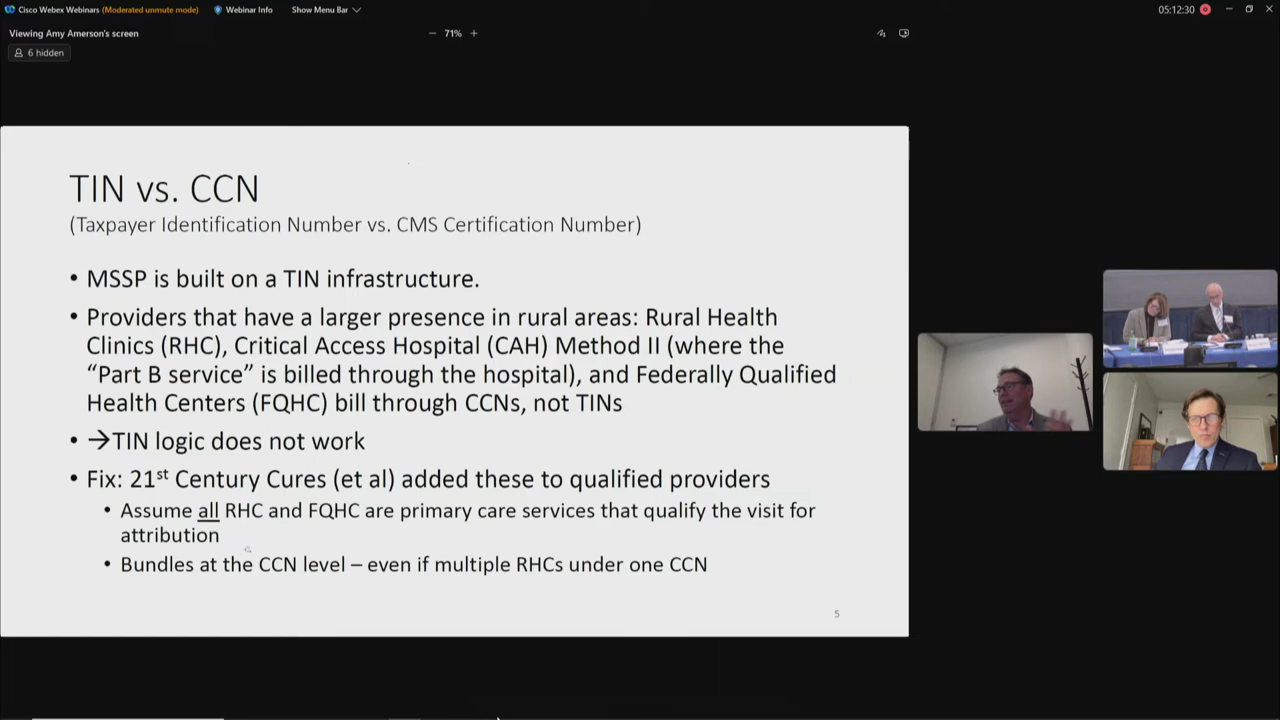 Cisco Webex Webinars (Moderated unmute mode) Webinar Info Show Menu Bar 05:12:30
Viewing Amy Amerson's screen 71%
6 hidden
TIN vs. CCN
(Taxpayer Identification Number vs. CMS Certification Number)
• MSSP is built on a TIN infrastructure.
• Providers that have a larger presence in rural areas: Rural Health
Clinics (RHC), Critical Access Hospital (CAH) Method II (where the
“Part B service” is billed through the hospital), and Federally Qualified
Health Centers (FQHC) bill through CCNs, not TINs
• →TIN logic does not work
• Fix: 21st Century Cures (et al) added these to qualified providers
• Assume all RHC and FQHC are primary care services that qualify the visit for
attribution
• Bundles at the CCN level – even if multiple RHCs under one CCN
5